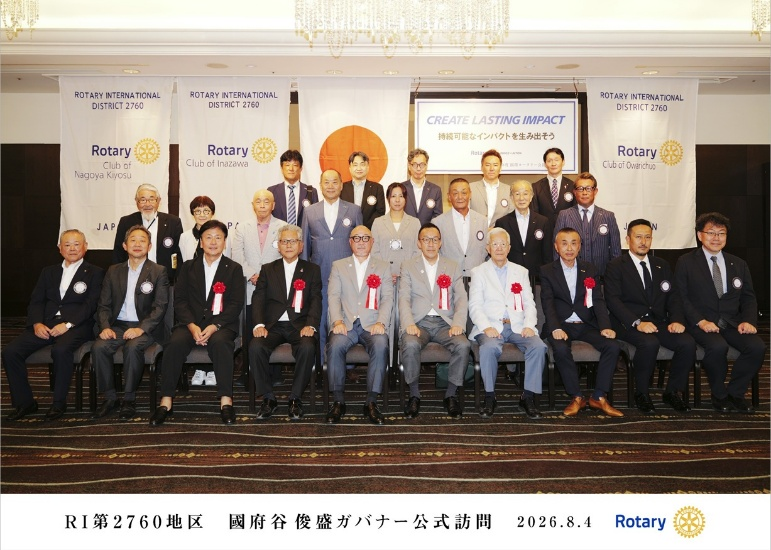 ROTARY INTERNATIONAL
DISTRICT 2760
Rotary
Club of
Nagoya Kiyosu
JAPAN
ROTARY INTERNATIONAL
DISTRICT 2760
Rotary
Club of Inazawa
CREATE LASTING IMPACT
持続可能なインパクトを生み出そう
Rotary
ROTARY INTERNATIONAL
DISTRICT 2760
Rotary
Club of Owarichuo
RI第2760地区 國府谷 俊盛ガバナー公式訪問 2026.8.4 Rotary